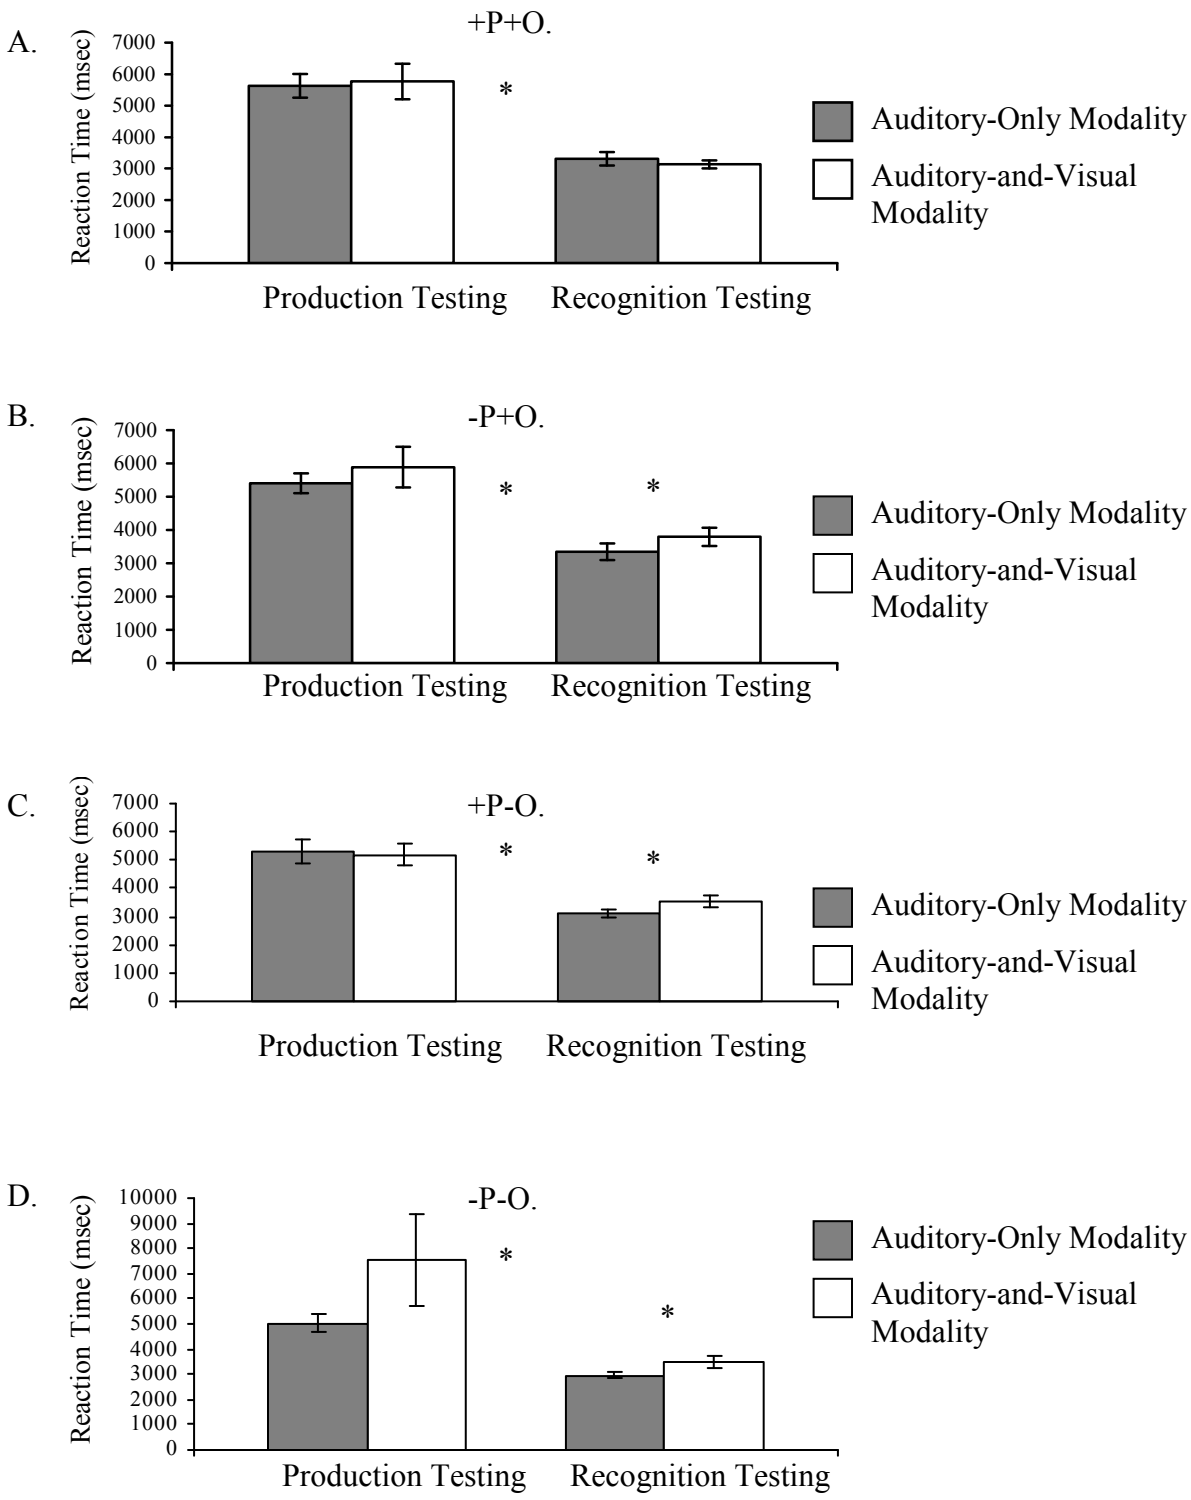 A.
+P+O.
Reaction Time (msec)
7000
6000
5000
4000
3000
2000
1000
0
*
Production Testing
Recognition Testing
Auditory-Only Modality
Auditory-and-Visual
Modality
B.
-P+O.
Reaction Time (msec)
7000
6000
5000
4000
3000
2000
1000
0
*
*
Production Testing
Recognition Testing
Auditory-Only Modality
Auditory-and-Visual
Modality
C.
+P-O.
Reaction Time (msec)
7000
6000
5000
4000
3000
2000
1000
0
*
*
Production Testing
Recognition Testing
Auditory-Only Modality
Auditory-and-Visual
Modality
D.
-P-O.
Reaction Time (msec)
10000
9000
8000
7000
6000
5000
4000
3000
2000
1000
0
*
*
Production Testing
Recognition Testing
Auditory-Only Modality
Auditory-and-Visual
Modality